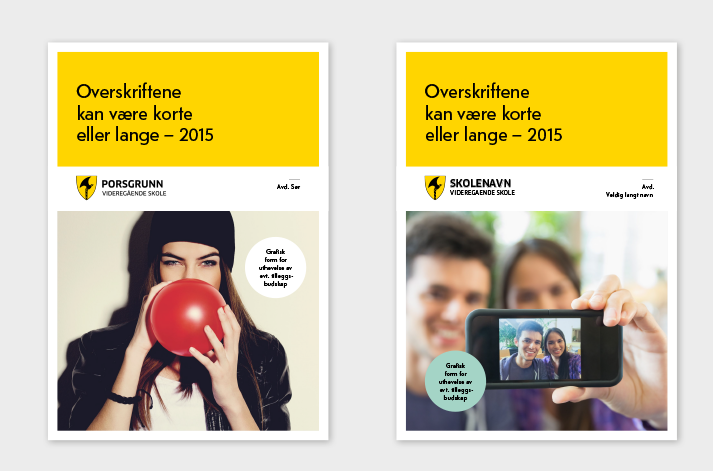 Overskriftene
kan være korte
eller lange – 2015
PORSGRUNN
VIDEREGÅENDE SKOLE
Avd. Sør
Grafisk
form for
uthevelse av
evt. tilleggs-
budskap
Overskriftene
kan være korte
eller lange – 2015
SKOLENAVN
VIDEREGÅENDE SKOLE
Avd.
Veldig langt navn
Grafisk
form for
uthevelse av
evt. tilleggs-
budskap